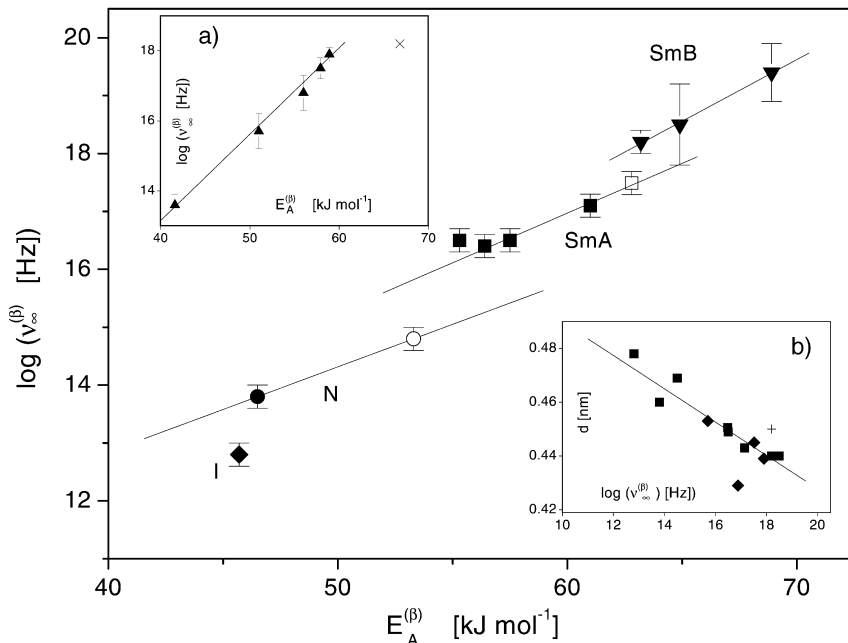 20
18
16
14
12
log (ν∞^(β) [Hz])
40
50
60
70
E_A^(β) [kJ mol⁻¹]
SmB
SmA
N
I
a)
18
16
14
log (ν∞^(β) [Hz])
E_A^(β) [kJ mol⁻¹]
40
50
60
70
b)
0.48
0.46
0.44
0.42
d [nm]
log (ν∞^(β)) [Hz])
10
12
14
16
18
20